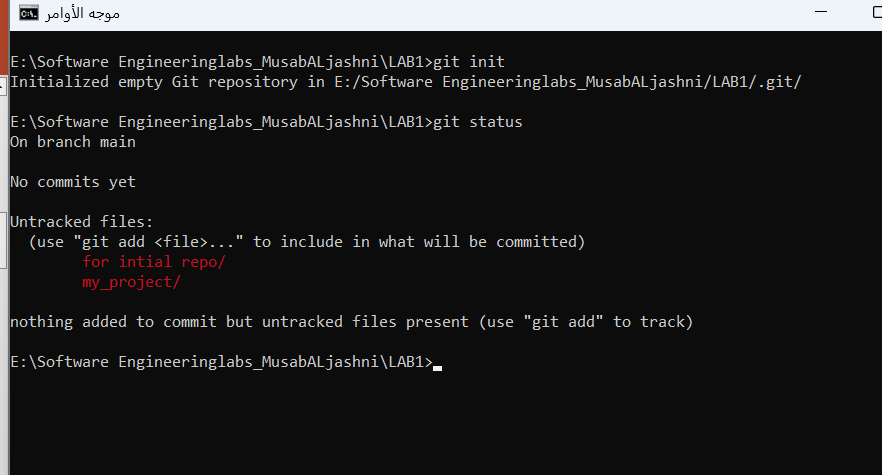 موجه الأوامر
E:\Software Engineeringlabs_MusabALjashni\LAB1>git init
Initialized empty Git repository in E:/Software Engineeringlabs_MusabALjashni/LAB1/.git/
E:\Software Engineeringlabs_MusabALjashni\LAB1>git status
On branch main
No commits yet
Untracked files:
(use "git add <file>..." to include in what will be committed)
for intial repo/
my_project/
nothing added to commit but untracked files present (use "git add" to track)
E:\Software Engineeringlabs_MusabALjashni\LAB1>